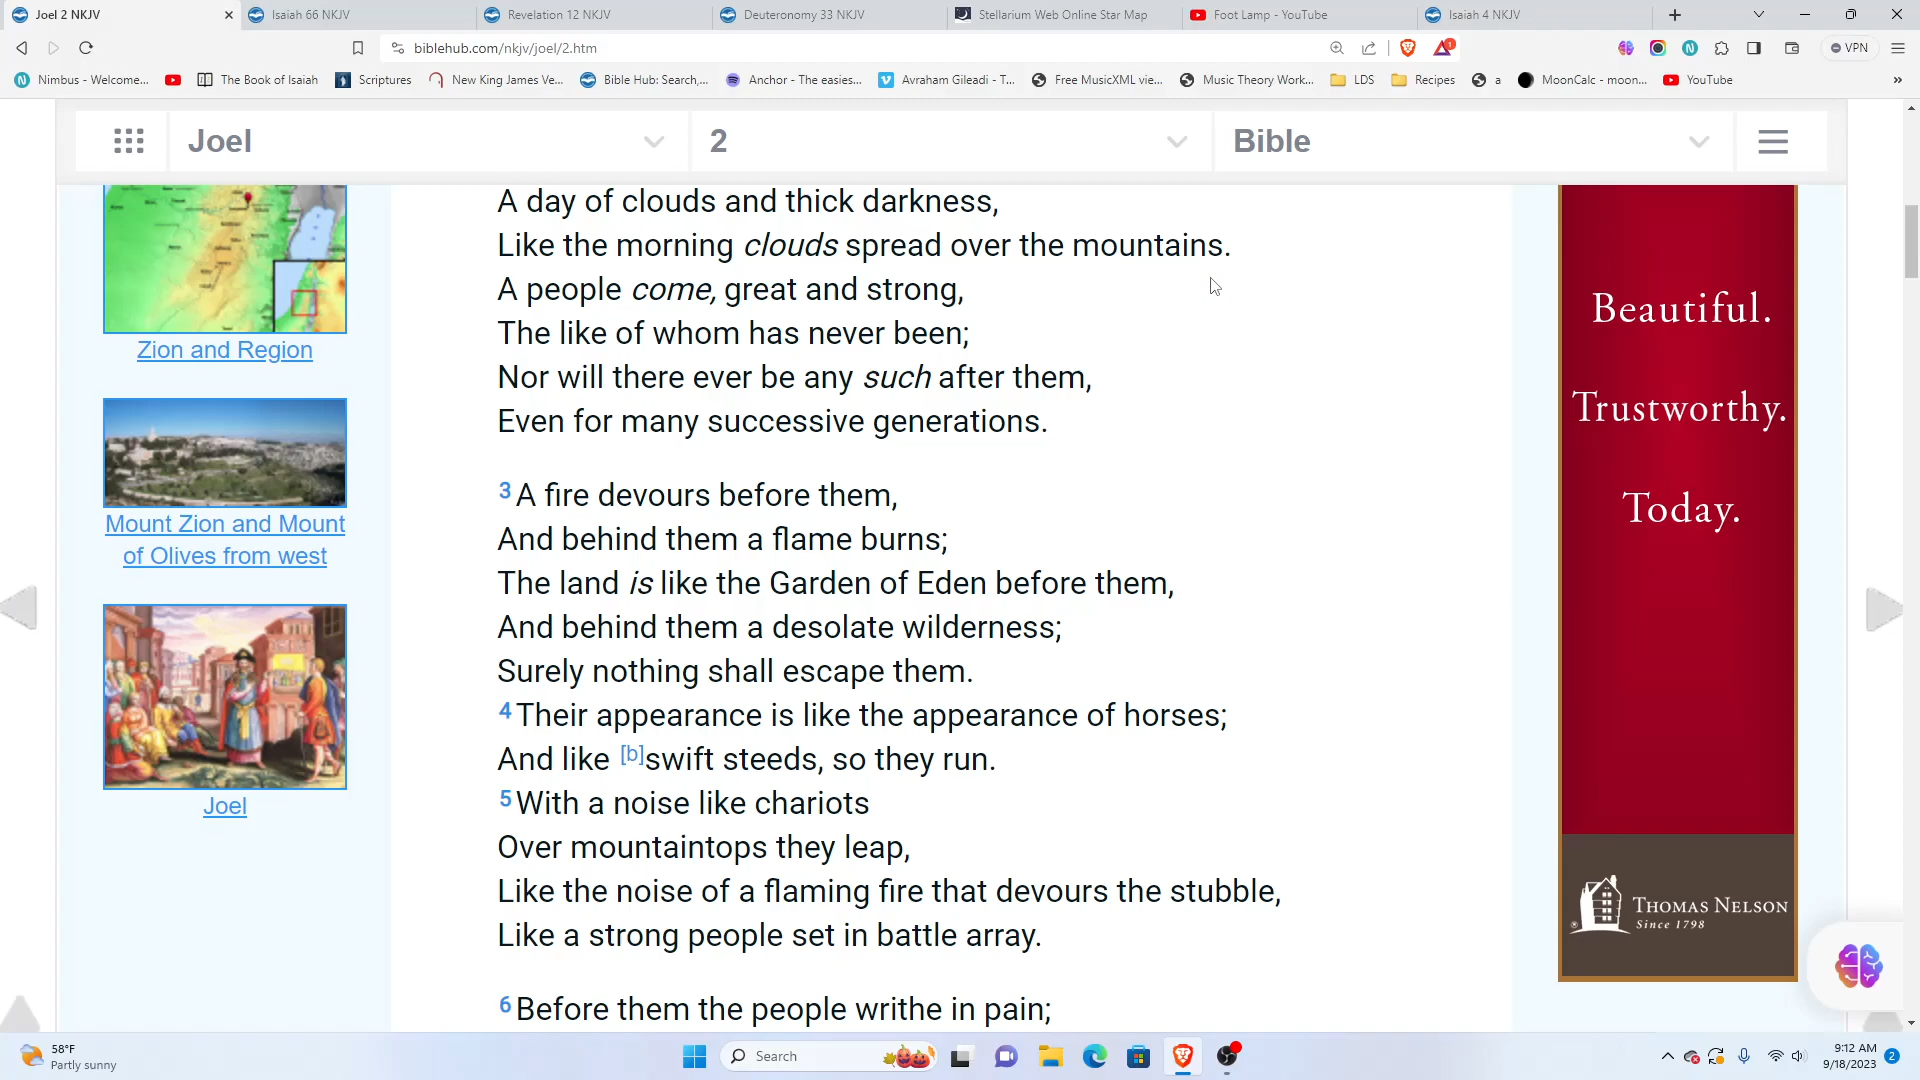 Joel 2 NKJV
Isaiah 66 NKJV
Revelation 12 NKJV
Deuteronomy 33 NKJV
Stellarium Web Online Star Map
Foot Lamp - YouTube
Isaiah 4 NKJV
biblehub.com/nkjv/joel/2.htm
1
VPN
Nimbus - Welcome...
The Book of Isaiah
Scriptures
New King James Ve...
Bible Hub: Search,...
Anchor - The easies...
Avraham Gileadi - T...
Free MusicXML vie...
Music Theory Work...
LDS
Recipes
a
MoonCalc - moon...
YouTube
»
Joel
2
Bible
A day of clouds and thick darkness,
Like the morning clouds spread over the mountains.
A people come, great and strong,
The like of whom has never been;
Nor will there ever be any such after them,
Even for many successive generations.
3 A fire devours before them,
And behind them a flame burns;
The land is like the Garden of Eden before them,
And behind them a desolate wilderness;
Surely nothing shall escape them.
4 Their appearance is like the appearance of horses;
And like [b]swift steeds, so they run.
5 With a noise like chariots
Over mountaintops they leap,
Like the noise of a flaming fire that devours the stubble,
Like a strong people set in battle array.
6 Before them the people writhe in pain;
Zion and Region
Mount Zion and Mount
of Olives from west
Joel
Beautiful.
Trustworthy.
Today.
THOMAS NELSON
Since 1798
58°F
Partly sunny
Search
9:12 AM
9/18/2023
2